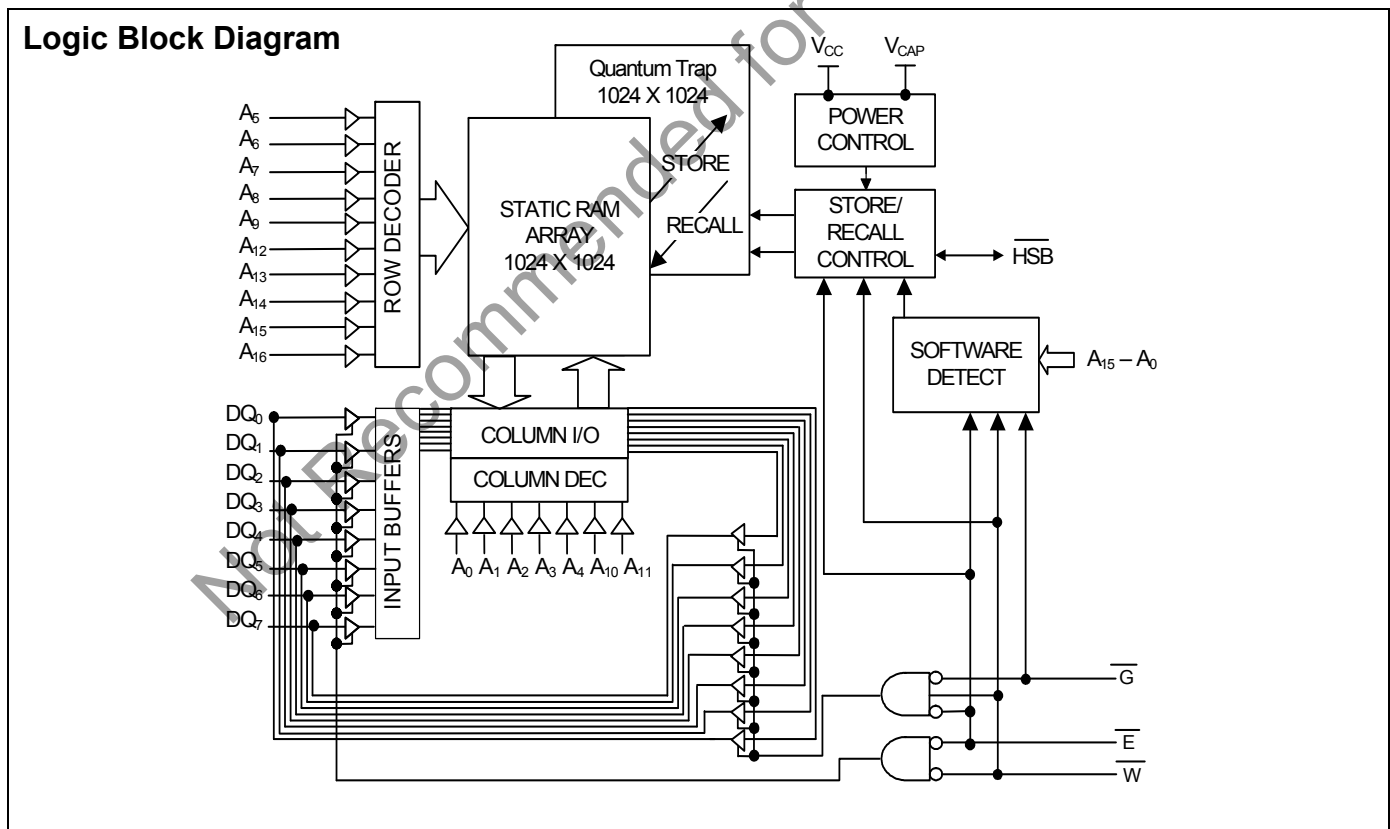 Logic Block Diagram
Quantum Trap
1024 X 1024
V_CC
V_CAP
POWER
CONTROL
A5
A6
A7
A8
A9
A12
A13
A14
A15
A16
ROW DECODER
STATIC RAM
ARRAY
1024 X 1024
STORE
RECALL
STORE/
RECALL
CONTROL
HSB
SOFTWARE
DETECT
A15 – A0
DQ0
DQ1
DQ2
DQ3
DQ4
DQ5
DQ6
DQ7
INPUT BUFFERS
COLUMN I/O
COLUMN DEC
A0 A1 A2 A3 A4 A10 A11
G
E
W
Not Recommended for